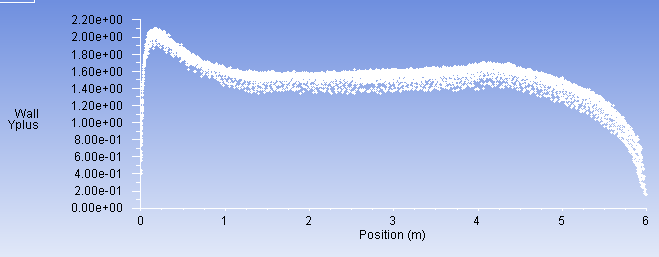 2.20e+00
2.00e+00
1.80e+00
1.60e+00
1.40e+00
1.20e+00
1.00e+00
8.00e-01
6.00e-01
4.00e-01
2.00e-01
0.00e+00
Wall
Yplus
0 1 2 3 4 5 6
Position (m)